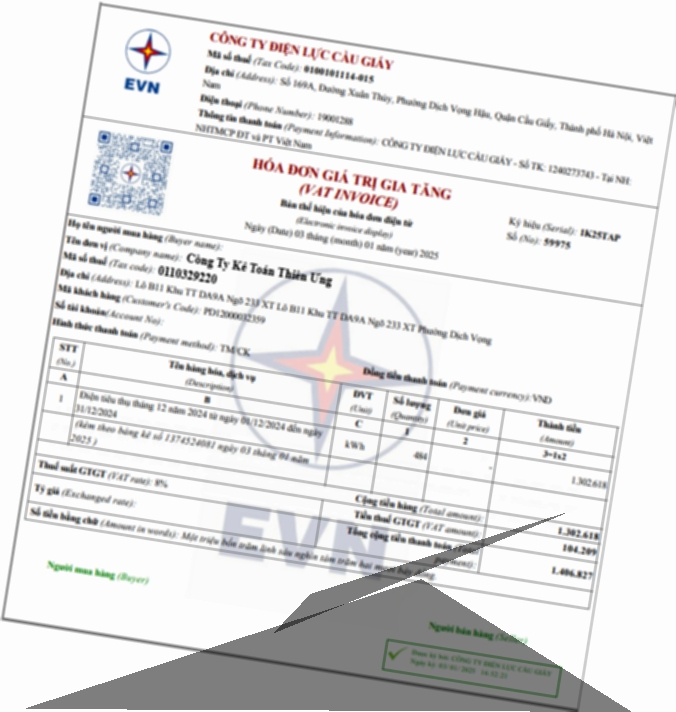 EVN
CÔNG TY ĐIỆN LỰC CẦU GIẤY
Mã số thuế (Tax Code): 0100101114-015
Địa chỉ (Address): Số 169A, Đường Xuân Thủy, Phường Dịch Vọng Hậu, Quận Cầu Giấy, Thành phố Hà Nội, Việt
Nam
Điện thoại (Phone Number): 19001288
Thông tin thanh toán (Payment Information): CÔNG TY ĐIỆN LỰC CẦU GIẤY - Số TK: 1240273743 - Tại NH:
NHTMCP ĐT và PT Việt Nam
HÓA ĐƠN GIÁ TRỊ GIA TĂNG
(VAT INVOICE)
Bản thể hiện của hóa đơn điện tử
(Electronic invoice display)
Ngày (Date) 03 tháng (month) 01 năm (year) 2025
Ký hiệu (Serial): 1K25TAP
Số (No): 59975
Họ tên người mua hàng (Buyer name):
Tên đơn vị (Company name): Công Ty Kế Toán Thiên Ưng
Mã số thuế (Tax code): 0110329220
Địa chỉ (Address): Lô B11 Khu TT DA9A Ngõ 233 XT Lô B11 Khu TT DA9A Ngõ 233 XT Phường Dịch Vọng
Mã khách hàng (Customer's Code): PD12000032359
Số tài khoản(Account No):
Hình thức thanh toán (Payment method): TM/CK
Đồng tiền thanh toán (Payment currency):VND
STT (No.) Tên hàng hóa, dịch vụ (Description) ĐVT (Unit) Số lượng (Quantity) Đơn giá (Unit price) Thành tiền (Amount)
A B C 1 2 3=1x2
1 Điện tiêu thụ tháng 12 năm 2024 từ ngày 01/12/2024 đến ngày kWh 484 - 1.302.618
31/12/2024
(kèm theo bảng kê số 1374524081 ngày 03 tháng 01 năm
2025 )
Cộng tiền hàng (Total amount): 1.302.618
Thuế suất GTGT (VAT rate): 8% Tiền thuế GTGT (VAT amount): 104.209
Tỷ giá (Exchanged rate): Tổng cộng tiền thanh toán payment): 1.406.827
Số tiền bằng chữ (Amount in words): Một triệu bốn trăm linh sáu nghìn tám trăm hai
EVN
Người mua hàng (Buyer)
Người bán hàng (Seller)
Được ký bởi: CÔNG TY ĐIỆN LỰC CẦU GIẤY
Ngày ký: 03/01/2025